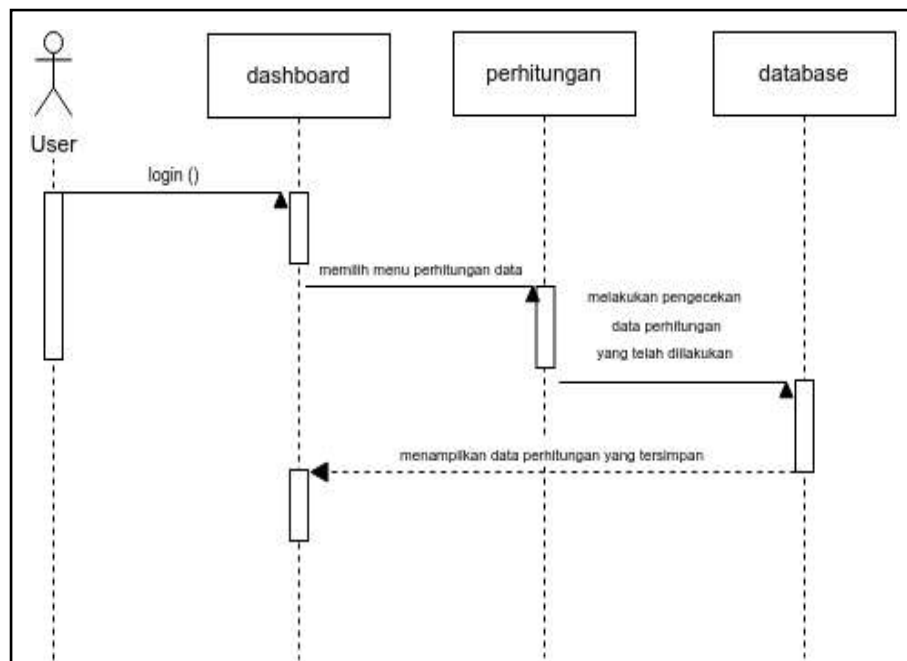 dashboard
perhitungan
database
User
login ()
memilih menu perhitungan data
melakukan pengecekan
data perhitungan
yang telah diilakukan
menampilkan data perhitungan yang tersimpan